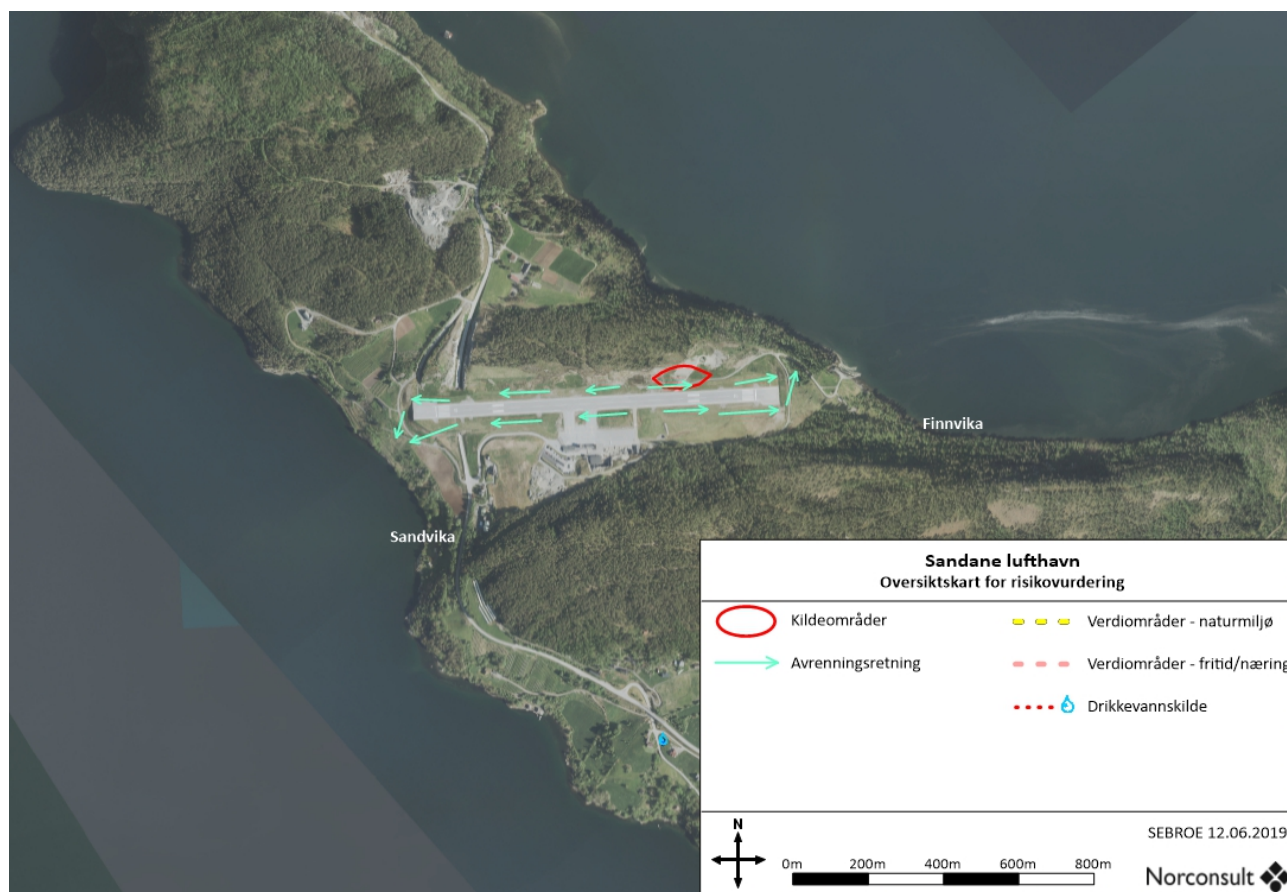 Finnvika
Sandvika
Sandane lufthavn
Oversiktskart for risikovurdering
Kildeområder
Verdiområder - naturmiljø
Avrenningsretning
Verdiområder - fritid/næring
Drikkevannskilde
N
SEBROE 12.06.2019
0m 200m 400m 600m 800m
Norconsult